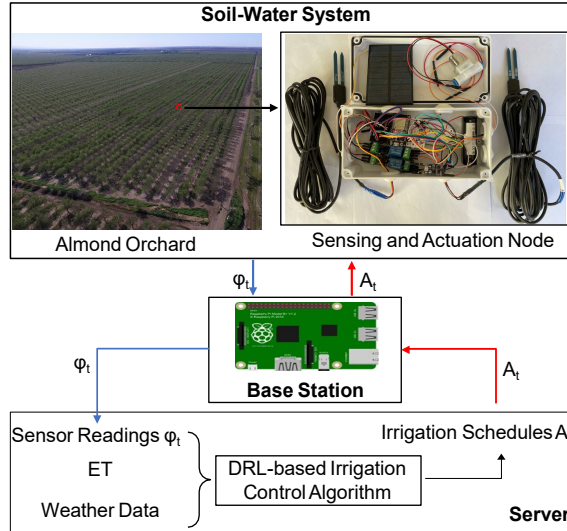 Soil-Water System
Almond Orchard
Sensing and Actuation Node
φt
At
Base Station
φt
At
Sensor Readings φt
ET
Weather Data
DRL-based Irrigation
Control Algorithm
Irrigation Schedules A
Server